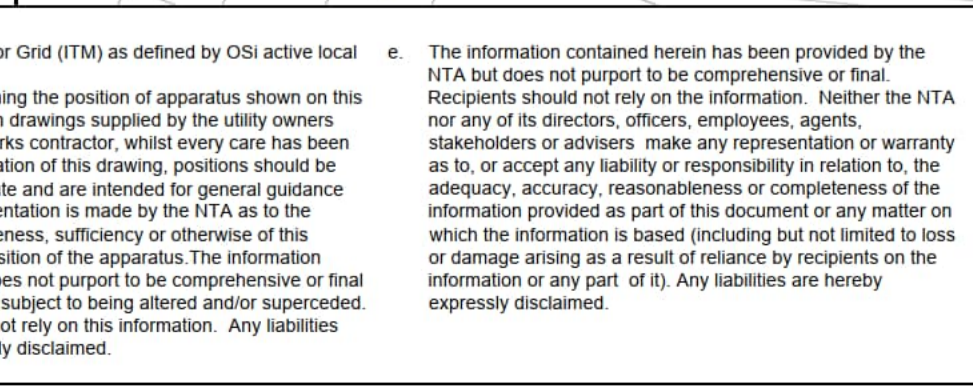 or Grid (ITM) as defined by OSi active local
ing the position of apparatus shown on this
drawings supplied by the utility owners
rks contractor, whilst every care has been
ation of this drawing, positions should be
te and are intended for general guidance
entation is made by the NTA as to the
eness, sufficiency or otherwise of this
sition of the apparatus.The information
es not purport to be comprehensive or final
subject to being altered and/or superceded.
ot rely on this information.  Any liabilities
ly disclaimed.
e. The information contained herein has been provided by the
NTA but does not purport to be comprehensive or final.
Recipients should not rely on the information.  Neither the NTA
nor any of its directors, officers, employees, agents,
stakeholders or advisers  make any representation or warranty
as to, or accept any liability or responsibility in relation to, the
adequacy, accuracy, reasonableness or completeness of the
information provided as part of this document or any matter on
which the information is based (including but not limited to loss
or damage arising as a result of reliance by recipients on the
information or any part  of it). Any liabilities are hereby
expressly disclaimed.